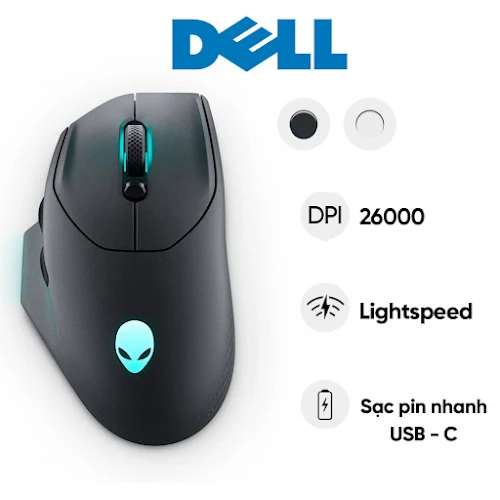 DELL
DPI 26000
Lightspeed
Sạc pin nhanh
USB - C